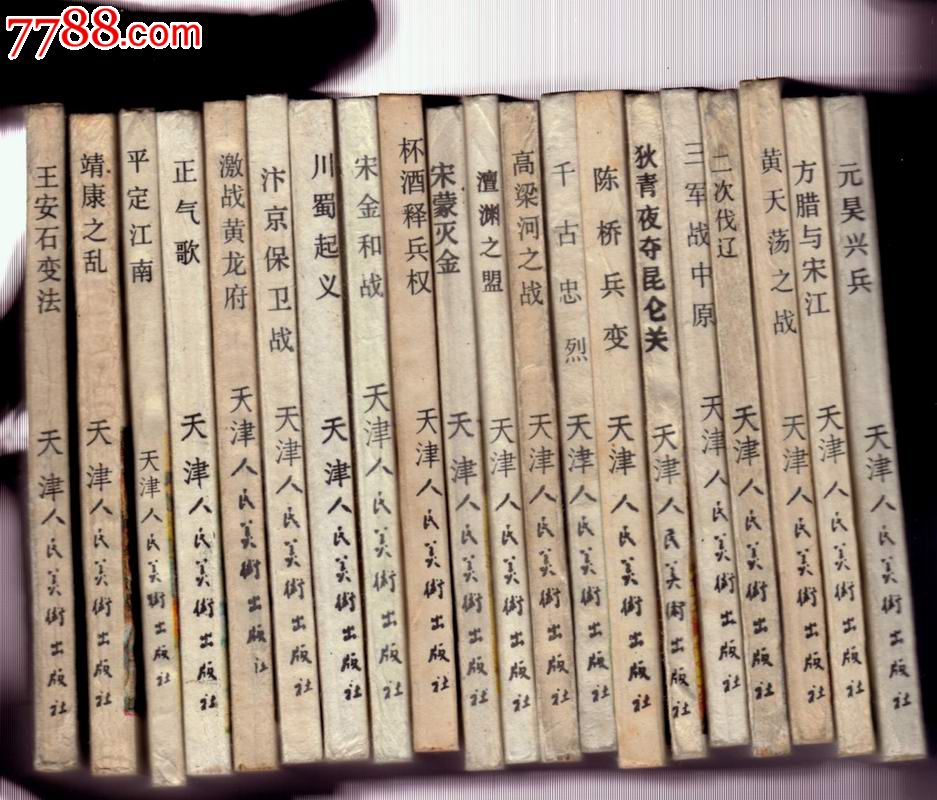 7788.com
王安石变法 天津人民美術出版社
靖康之乱 天津人民美術出版社
平定江南 天津人民美術出版社
正气歌 天津人民美術出版社
激战黄龙府 天津人民美術出版社
汴京保卫战 天津人民美術出版社
川蜀起义 天津人民美術出版社
宋金和战 天津人民美術出版社
杯酒释兵权 天津人民美術出版社
宋蒙灭金 天津人民美術出版社
澶渊之盟 天津人民美術出版社
高梁河之战 天津人民美術出版社
千古忠烈 天津人民美術出版社
陈桥兵变 天津人民美術出版社
狄青夜夺昆仑关 天津人民美術出版社
三军战中原 天津人民美術出版社
二次伐辽 天津人民美術出版社
黄天荡之战 天津人民美術出版社
方腊与宋江 天津人民美術出版社
元昊兴兵 天津人民美術出版社